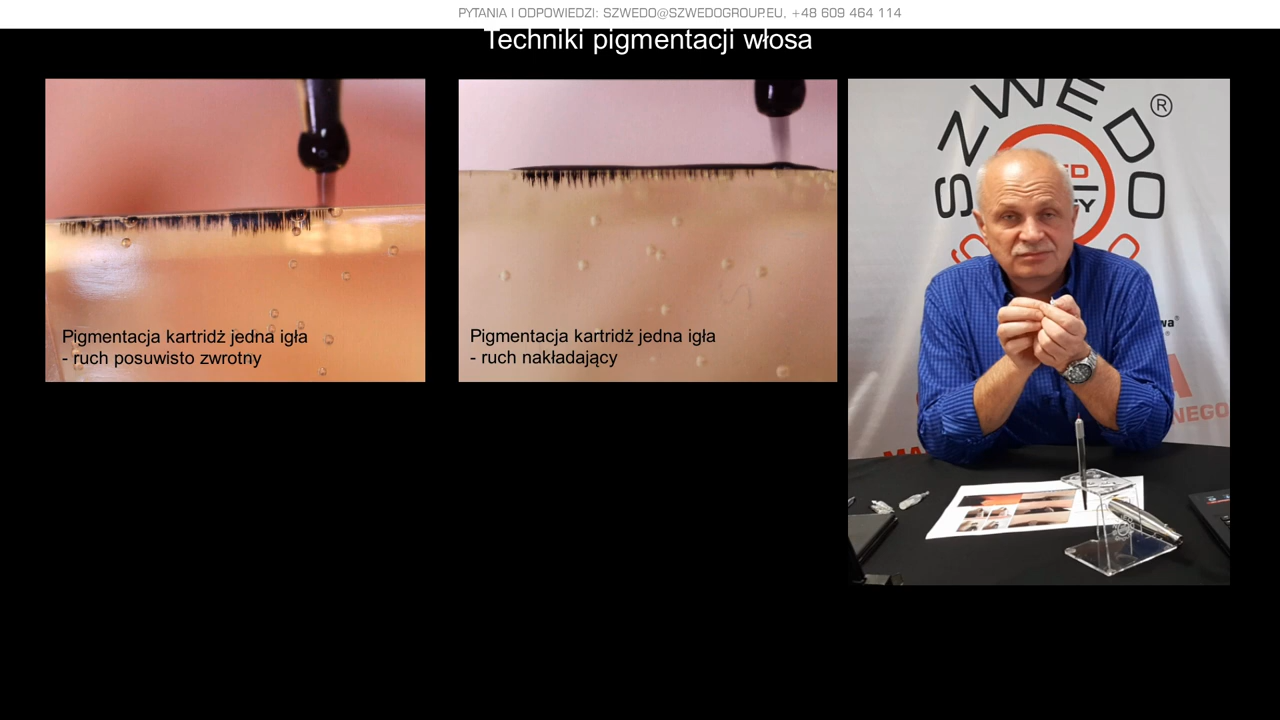 PYTANIA I ODPOWIEDZI: SZWEDO@SZWEDOGROUP.EU, +48 609 464 114
Techniki pigmentacji włosa
Pigmentacja kartridż jedna igła
- ruch posuwisto zwrotny
Pigmentacja kartridż jedna igła
- ruch nakładający
SZWEDO®